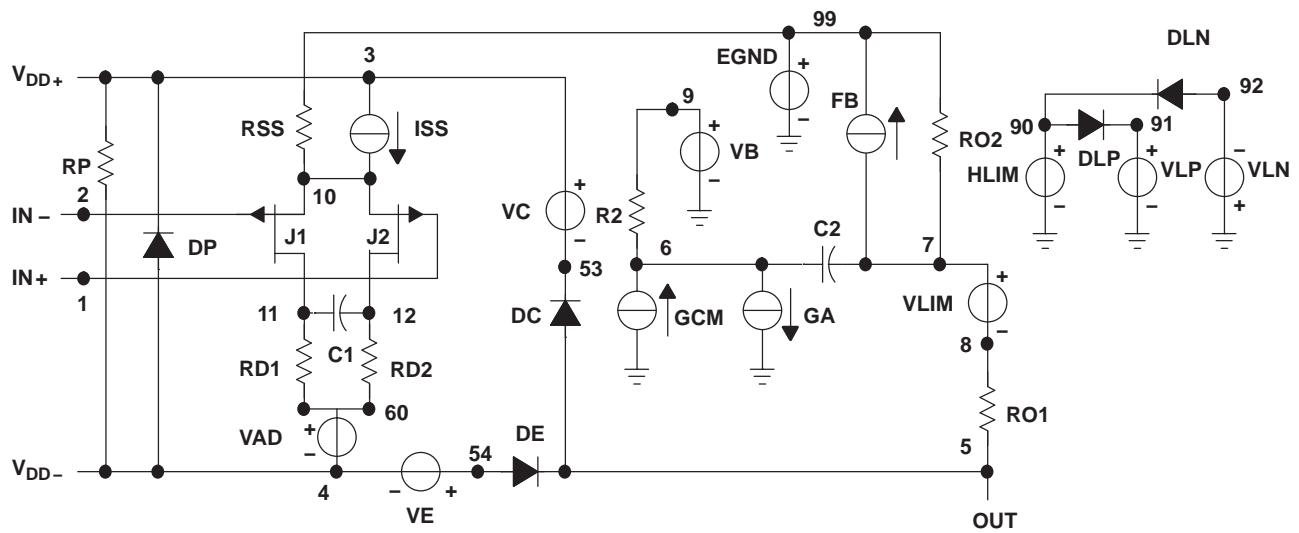 99
DLN
3
EGND
+
−
VDD+
9
FB
92
RSS
ISS
+
−
VB
90
91
RO2
DLP
RP
+
−
HLIM
+
−
VLP
−
+
VLN
2
10
IN−
+
−
VC
R2
C2
J1
J2
6
7
DP
IN+
53
+
−
VLIM
1
11
12
DC
GCM
GA
C1
8
RD1
RD2
60
RO1
+
−
VAD
54
DE
5
VDD−
4
−
+
VE
OUT